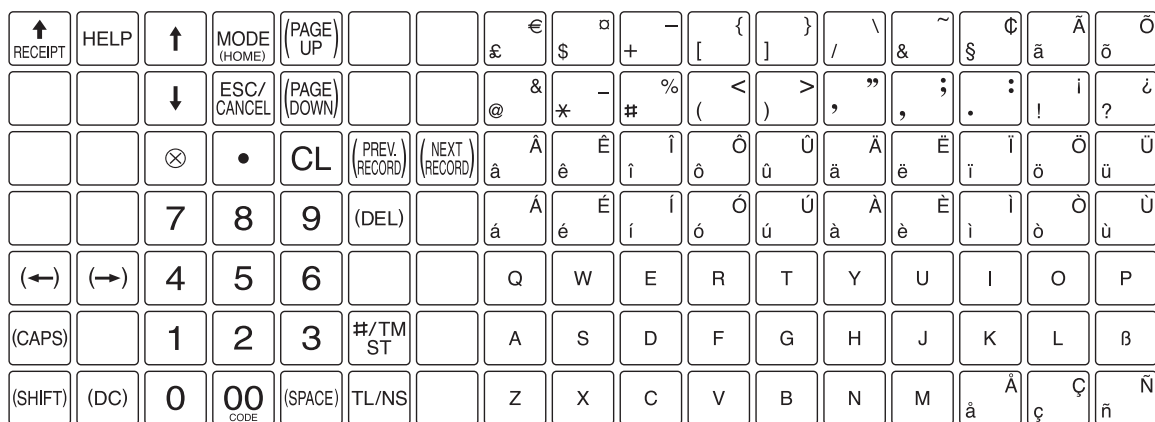 ↑ RECEIPT HELP ↑ MODE (HOME) (PAGE UP) £ € $ ¤ + – [ { ] } / \ & ~ § ₵ ã Ã õ Õ
↓ ESC/CANCEL (PAGE DOWN) @ & * – # % ( < ) > ’ ” , ; . : ! ¡ ? ¿
⊗ • CL (PREV. RECORD) (NEXT RECORD) â Â ê Ê î Î ô Ô û Û ä Ä ë Ë ï Ï ö Ö ü Ü
7 8 9 (DEL) á Á é É í Í ó Ó ú Ú à À è È ì Ì ò Ò ù Ù
(←) (→) 4 5 6 Q W E R T Y U I O P
(CAPS) 1 2 3 #/TM ST A S D F G H J K L ß
(SHIFT) (DC) 0 00 CODE (SPACE) TL/NS Z X C V B N M å Å ç Ç ñ Ñ